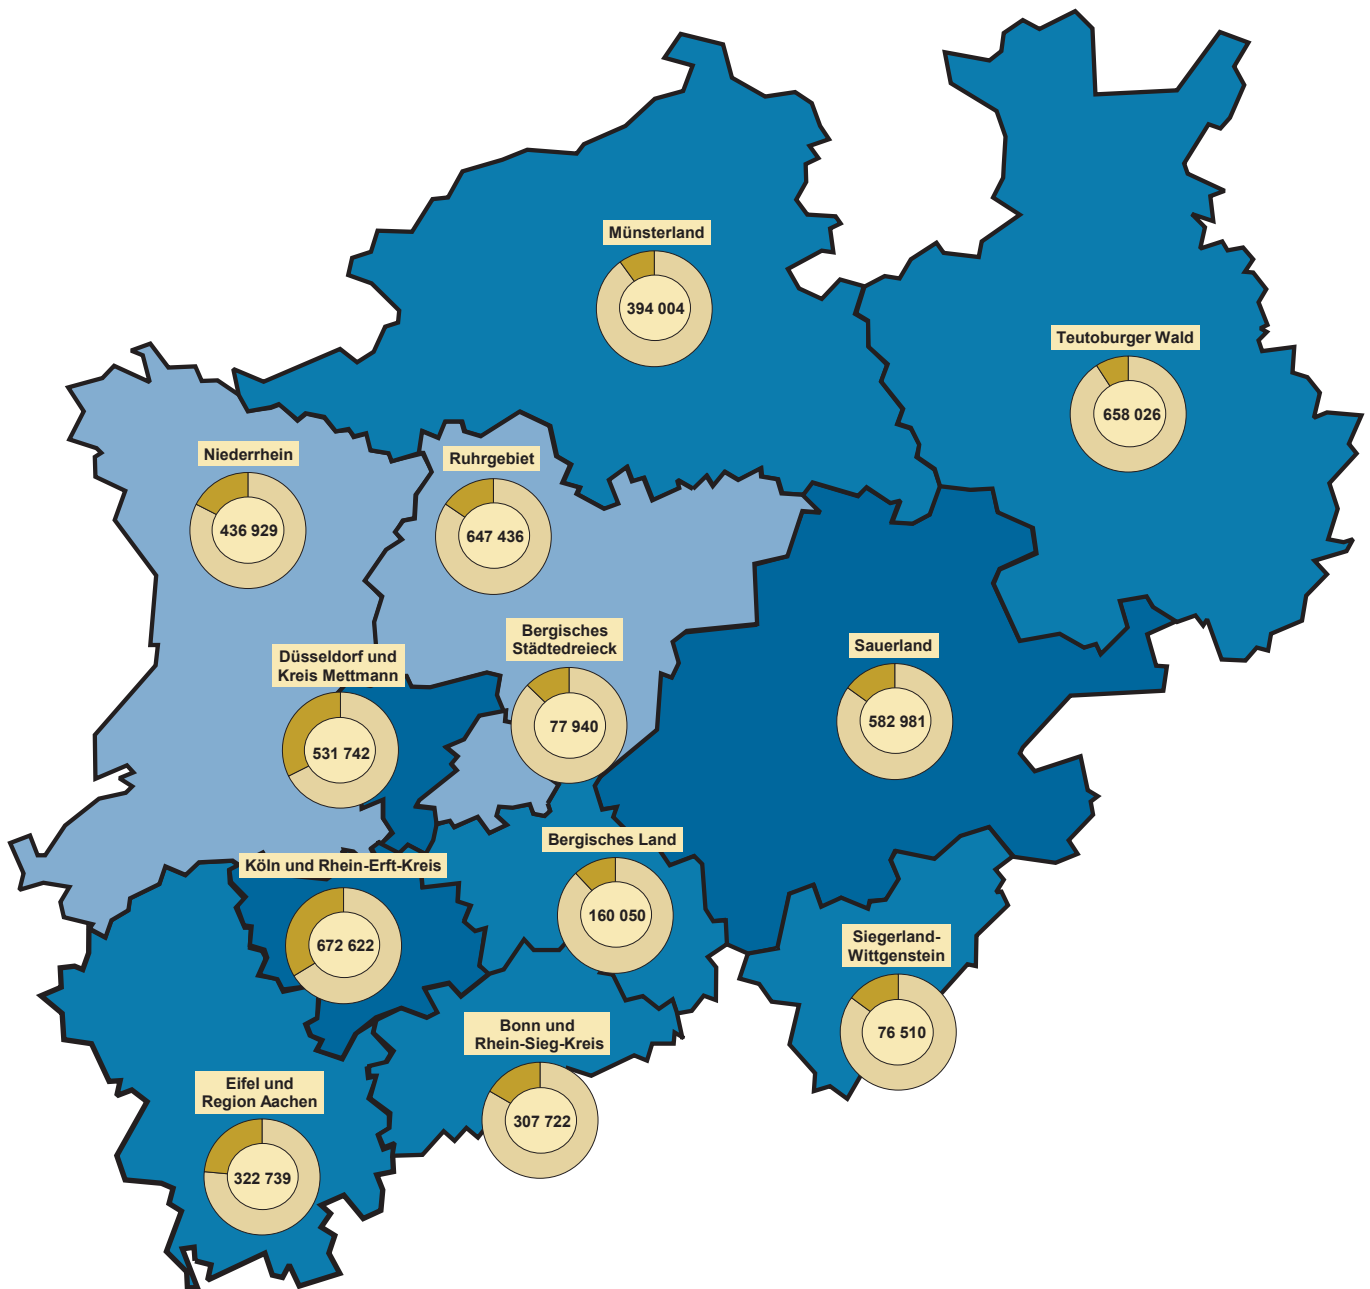 Münsterland
394 004
Teutoburger Wald
658 026
Niederrhein
436 929
Ruhrgebiet
647 436
Bergisches
Städtedreieck
77 940
Sauerland
582 981
Düsseldorf und
Kreis Mettmann
531 742
Bergisches Land
160 050
Köln und Rhein-Erft-Kreis
672 622
Siegerland-
Wittgenstein
76 510
Bonn und
Rhein-Sieg-Kreis
307 722
Eifel und
Region Aachen
322 739